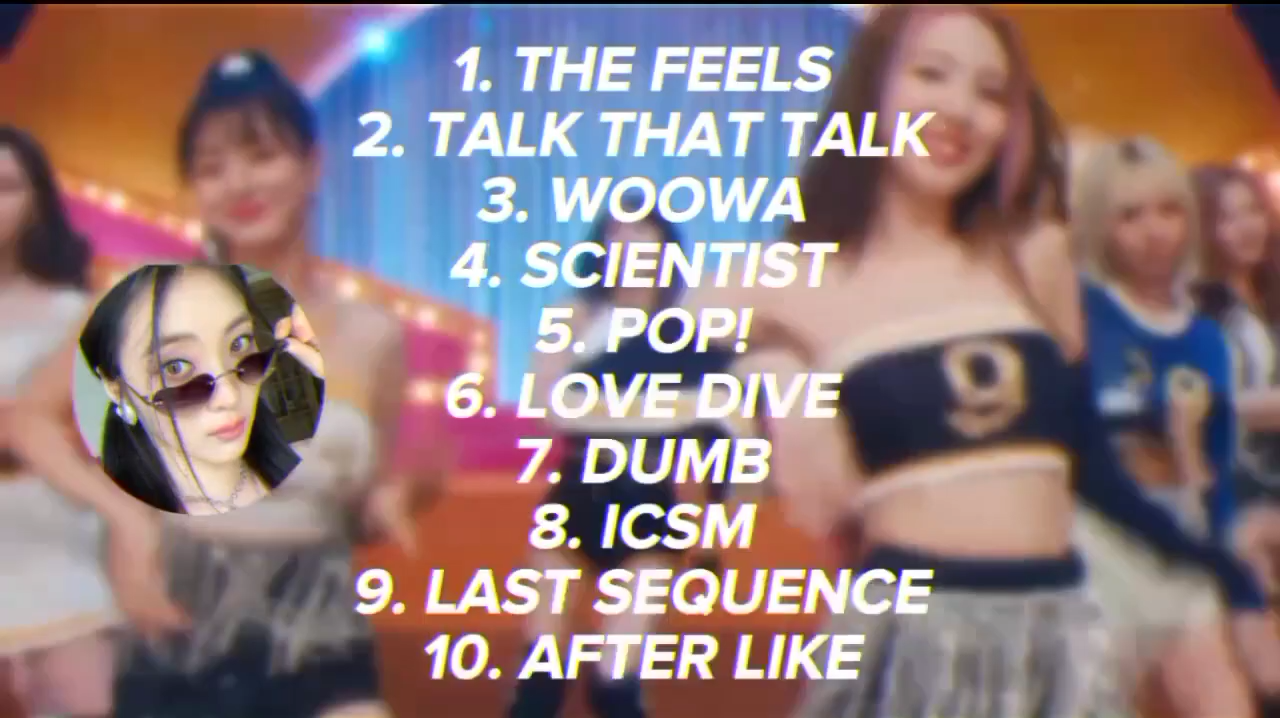 1. THE FEELS
2. TALK THAT TALK
3. WOOWA
4. SCIENTIST
5. POP!
6. LOVE DIVE
7. DUMB
8. ICSM
9. LAST SEQUENCE
10. AFTER LIKE
9